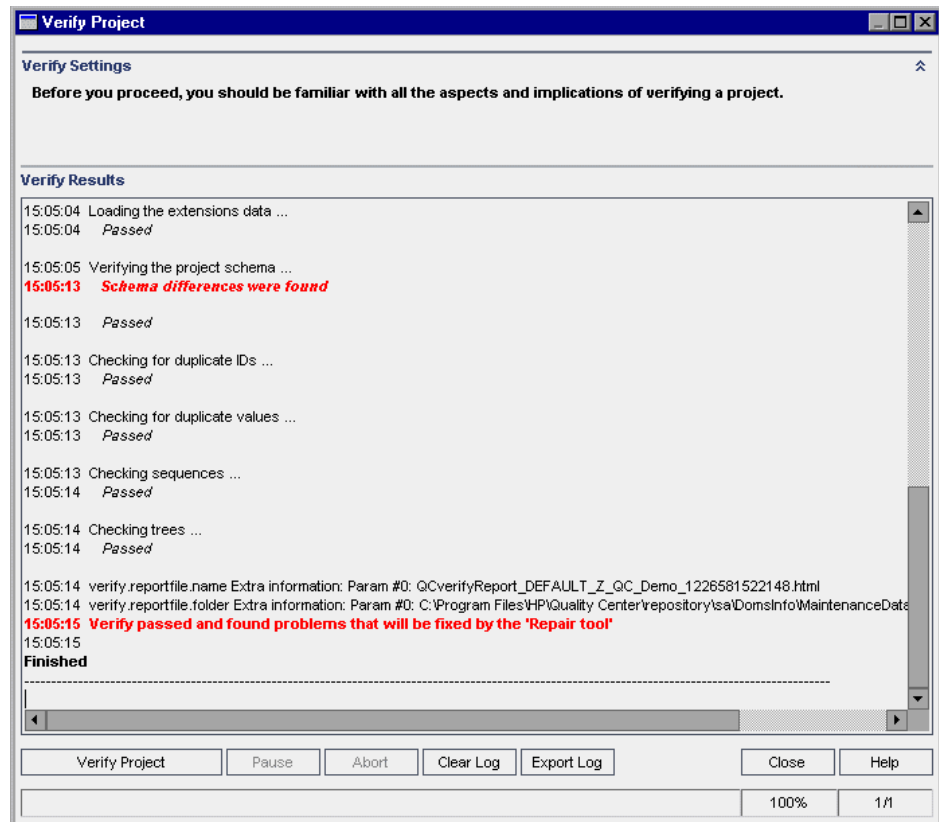 Verify Project
Verify Settings
Before you proceed, you should be familiar with all the aspects and implications of verifying a project.
Verify Results
15:05:04 Loading the extensions data ...
15:05:04 Passed
15:05:05 Verifying the project schema ...
15:05:13 Schema differences were found
15:05:13 Passed
15:05:13 Checking for duplicate IDs ...
15:05:13 Passed
15:05:13 Checking for duplicate values ...
15:05:13 Passed
15:05:13 Checking sequences ...
15:05:14 Passed
15:05:14 Checking trees ...
15:05:14 Passed
15:05:14 verify.reportfile.name Extra information: Param #0: QCverifyReport_DEFAULT_Z_QC_Demo_1226581522148.html
15:05:14 verify.reportfile.folder Extra information: Param #0: C:\Program Files\HP\Quality Center\repository\sa\DomsInfo\MaintenanceData
15:05:15 Verify passed and found problems that will be fixed by the 'Repair tool'
15:05:15
Finished
--------------------------------------------------------------------------------
Verify Project Pause Abort Clear Log Export Log Close Help
100% 1/1